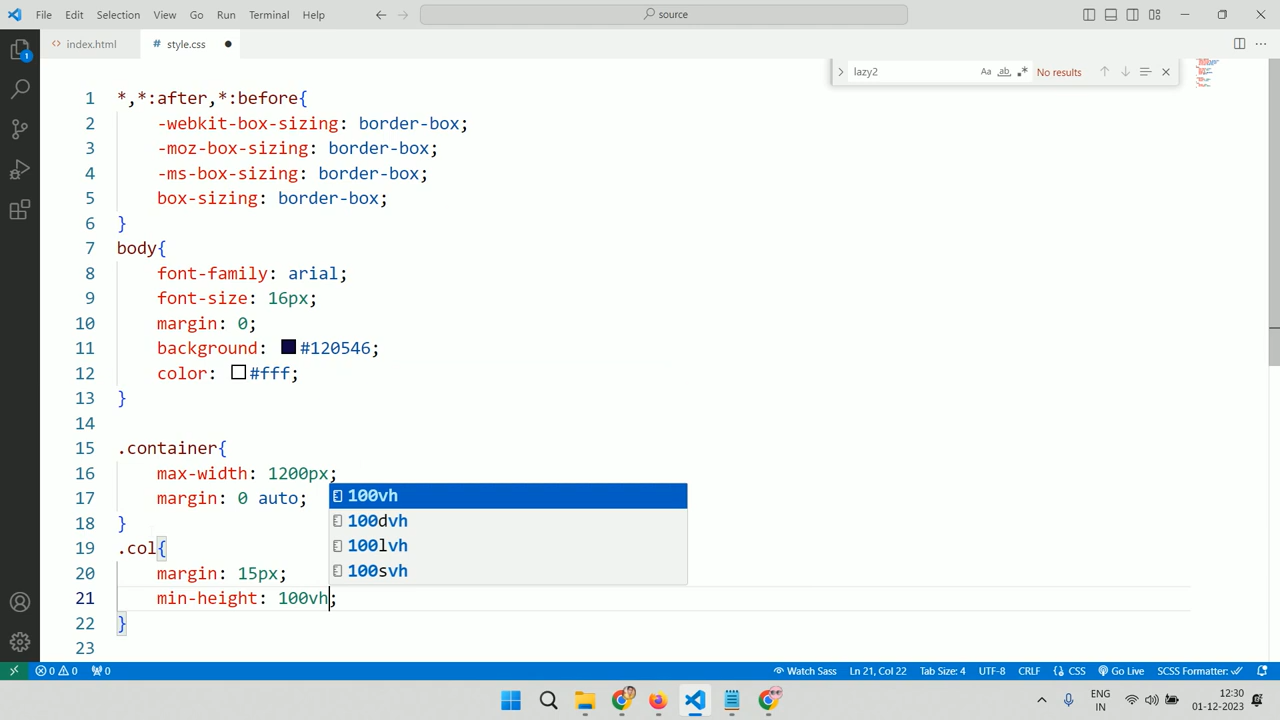 File Edit Selection View Go Run Terminal Help
source
index.html
# style.css
lazy2
Aa ab .*
No results
1
1 *,*:after,*:before{
2 -webkit-box-sizing: border-box;
3 -moz-box-sizing: border-box;
4 -ms-box-sizing: border-box;
5 box-sizing: border-box;
6 }
7 body{
8 font-family: arial;
9 font-size: 16px;
10 margin: 0;
11 background: #120546;
12 color: #fff;
13 }
14
15 .container{
16 max-width: 1200px;
17 margin: 0 auto;
18 }
19 .col{
20 margin: 15px;
21 min-height: 100vh;
22 }
23
100vh
100dvh
100lvh
100svh
0 0 0 Watch Sass Ln 21, Col 22 Tab Size: 4 UTF-8 CRLF {} CSS Go Live SCSS Formatter:
ENG
IN
12:30
01-12-2023